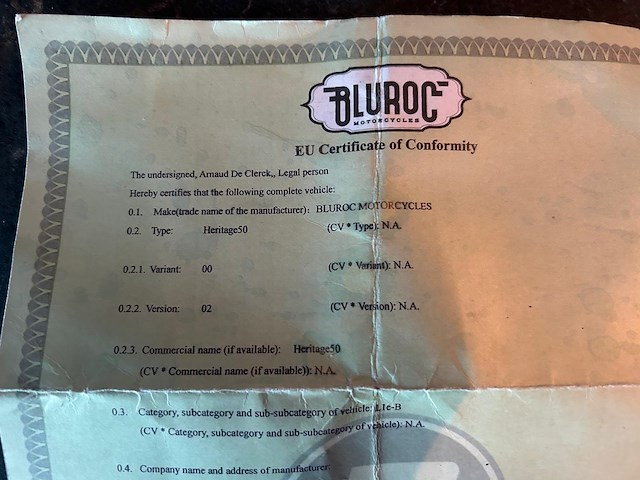 BLUROC
MOTORCYCLES
EU Certificate of Conformity
The undersigned, Arnaud De Clerck,, Legal person
Hereby certifies that the following complete vehicle:
0.1. Make(trade name of the manufacturer): BLUROC MOTORCYCLES
0.2. Type: Heritage50 (CV * Type): N.A.
0.2.1. Variant: 00 (CV * Variant): N.A.
0.2.2. Version: 02 (CV * Version): N.A.
0.2.3. Commercial name (if available): Heritage50
(CV * Commercial name (if available)): N.A.
0.3. Category, subcategory and sub-subcategory of vehicle: L1e-B
(CV * Category, subcategory and sub-subcategory of vehicle): N.A.
0.4. Company name and address of manufacturer: